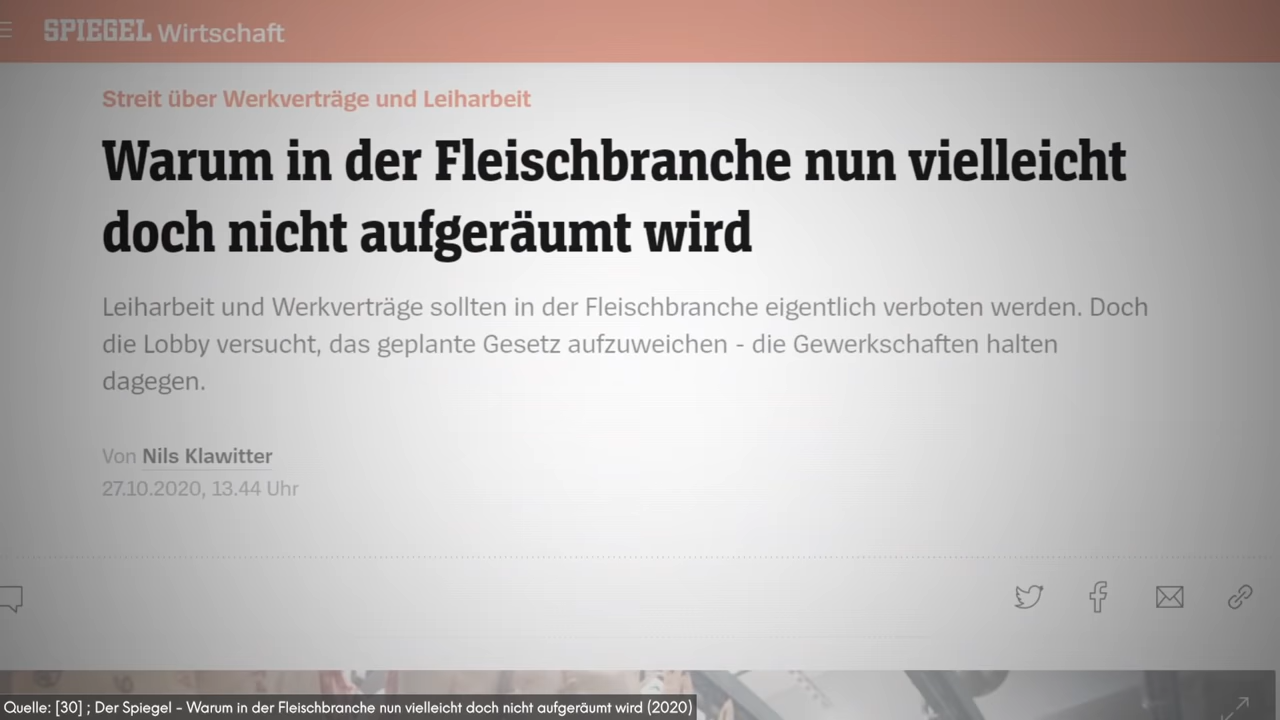 SPIEGEL Wirtschaft
Streit über Werkverträge und Leiharbeit
Warum in der Fleischbranche nun vielleicht
doch nicht aufgeräumt wird
Leiharbeit und Werkverträge sollten in der Fleischbranche eigentlich verboten werden. Doch
die Lobby versucht, das geplante Gesetz aufzuweichen - die Gewerkschaften halten
dagegen.
Von Nils Klawitter
27.10.2020, 13.44 Uhr
Quelle: [30] ; Der Spiegel - Warum in der Fleischbranche nun vielleicht doch nicht aufgeräumt wird (2020)